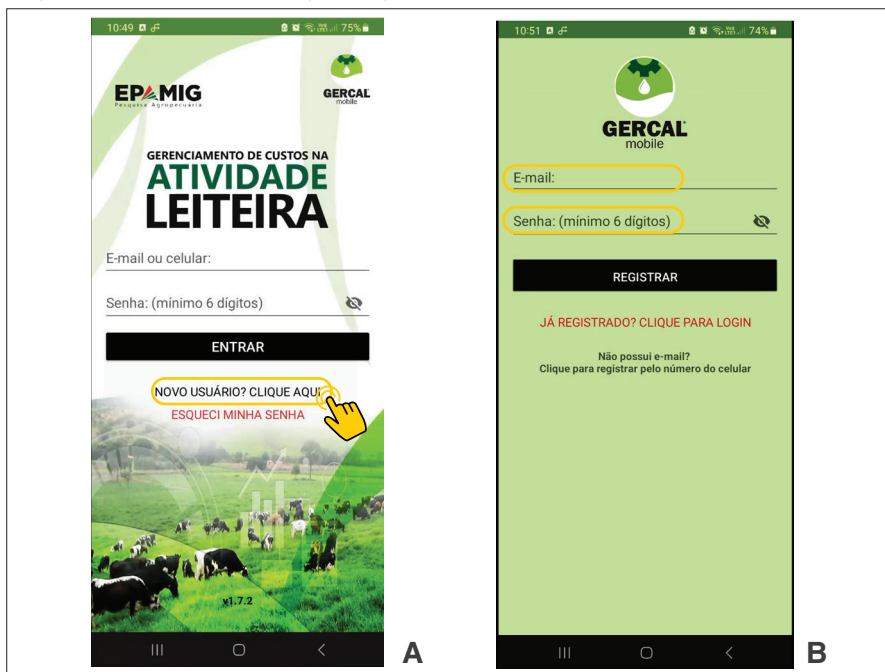 10:49
75%
EPAMIG
Pesquisa Agropecuária
GERCAL
mobile
GERENCIAMENTO DE CUSTOS NA
ATIVIDADE
LEITEIRA
E-mail ou celular:
Senha: (mínimo 6 dígitos)
ENTRAR
NOVO USUÁRIO? CLIQUE AQUI
ESQUECI MINHA SENHA
v1.7.2
A
10:51
74%
GERCAL
mobile
E-mail:
Senha: (mínimo 6 dígitos)
REGISTRAR
JÁ REGISTRADO? CLIQUE PARA LOGIN
Não possui e-mail?
Clique para registrar pelo número do celular
B